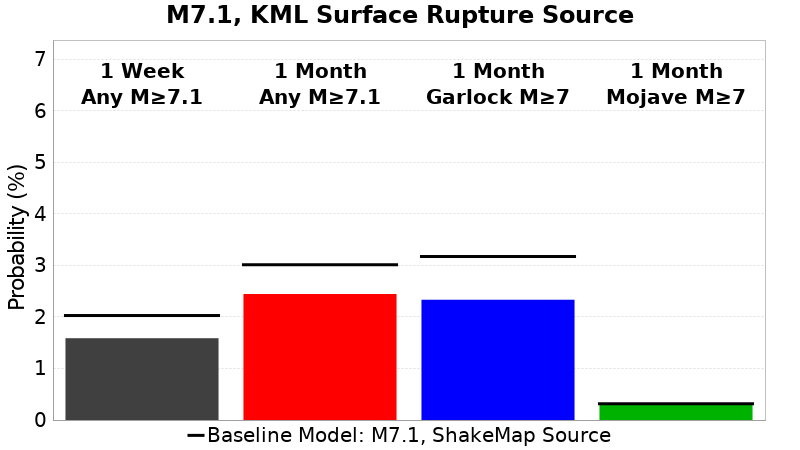 M7.1, KML Surface Rupture Source
1 Week
Any M≥7.1
1 Month
Any M≥7.1
1 Month
Garlock M≥7
1 Month
Mojave M≥7
Probability (%)
7
6
5
4
3
2
1
0
Baseline Model: M7.1, ShakeMap Source